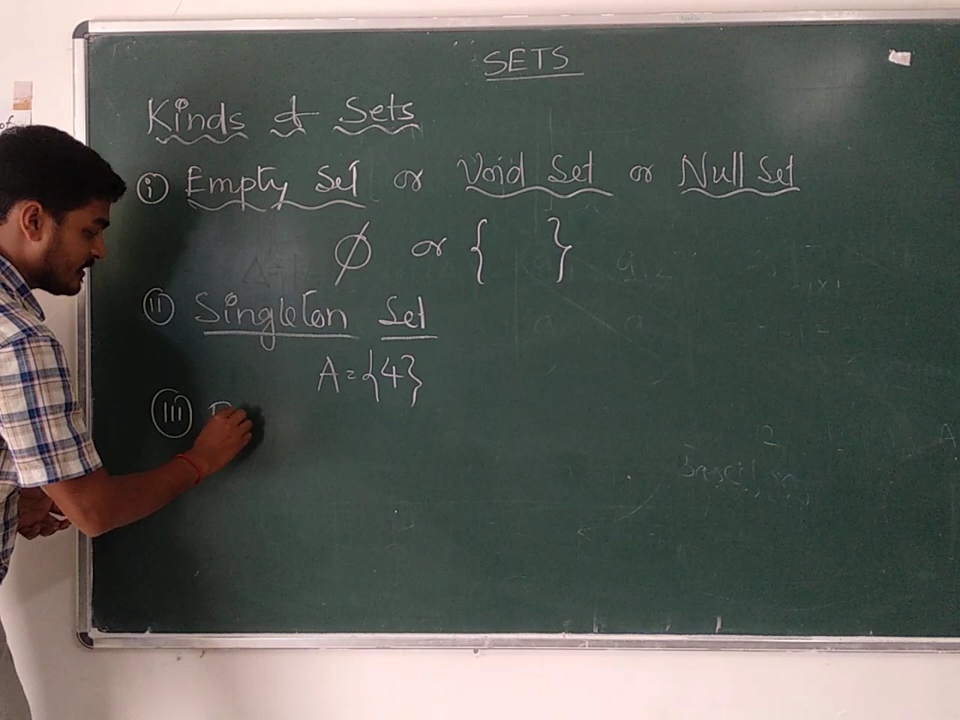 SETS
Kinds of Sets
(i) Empty Set or Void Set or Null Set
∅ or { }
(ii) Singleton Set
A={4}
(iii)